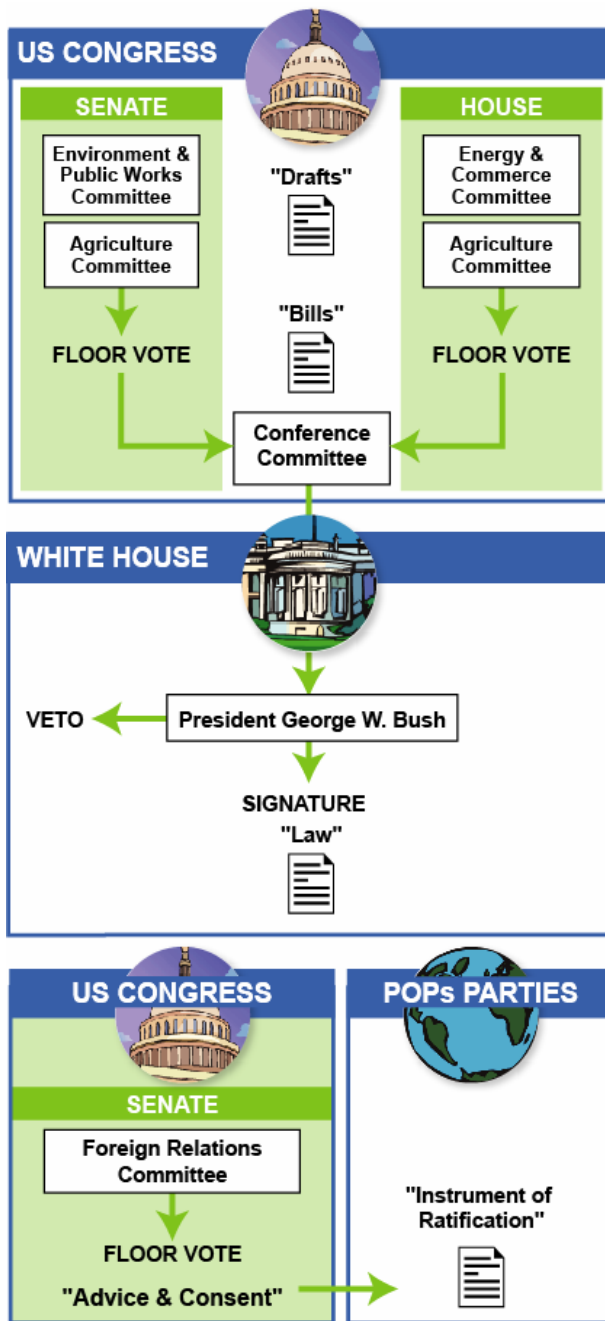 US CONGRESS
SENATE
Environment &
Public Works
Committee
Agriculture
Committee
FLOOR VOTE
"Drafts"
"Bills"
HOUSE
Energy &
Commerce
Committee
Agriculture
Committee
FLOOR VOTE
Conference
Committee
WHITE HOUSE
VETO
President George W. Bush
SIGNATURE
"Law"
US CONGRESS
SENATE
Foreign Relations
Committee
FLOOR VOTE
"Advice & Consent"
POPs PARTIES
"Instrument of
Ratification"